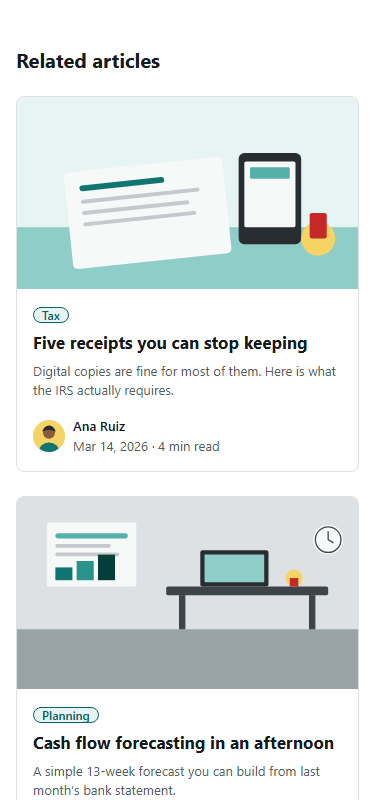 Related articles
Tax
Five receipts you can stop keeping
Digital copies are fine for most of them. Here is what
the IRS actually requires.
Ana Ruiz
Mar 14, 2026 · 4 min read
Planning
Cash flow forecasting in an afternoon
A simple 13-week forecast you can build from last
month's bank statement.